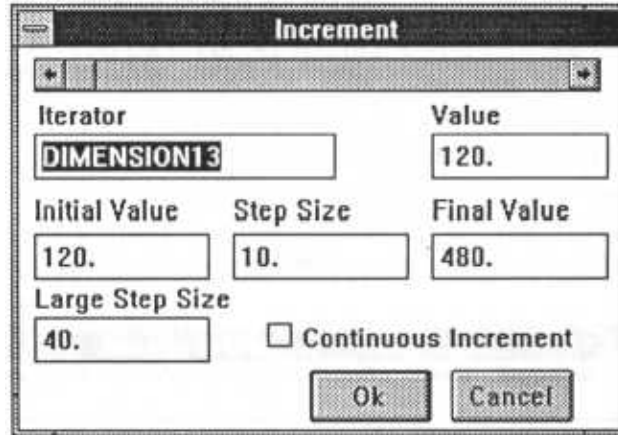 Increment
Iterator Value
DIMENSION13 120.
Initial Value Step Size Final Value
120. 10. 480.
Large Step Size
40. Continuous Increment
Ok Cancel